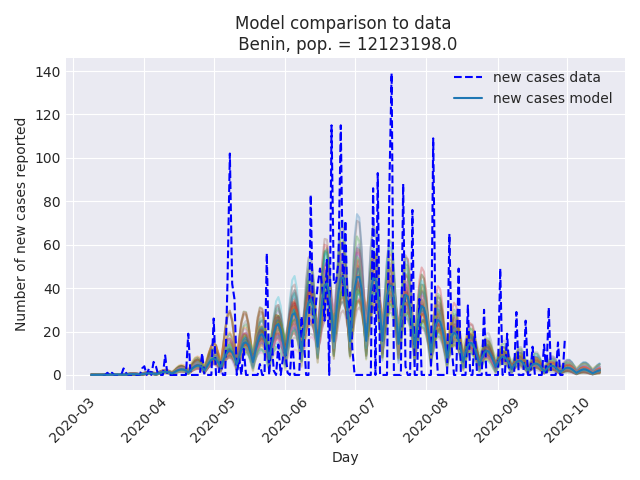 Model comparison to data
Benin, pop. = 12123198.0
new cases data
new cases model
Number of new cases reported
140
120
100
80
60
40
20
0
2020-03
2020-04
2020-05
2020-06
2020-07
2020-08
2020-09
2020-10
Day